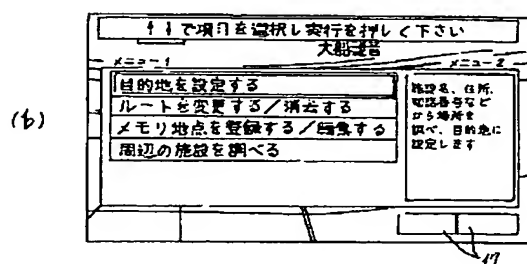 ↑↓で項目を選択し実行を押して下さい
大船
メニュー1
メニュー2
目的地を設定する
ルートを変更する/消去する
メモリ地点を登録する/編集する
周辺の施設を調べる
施設名、住所、
電話番号など
から場所を
調べ、目的地に
設定します
(b)
17